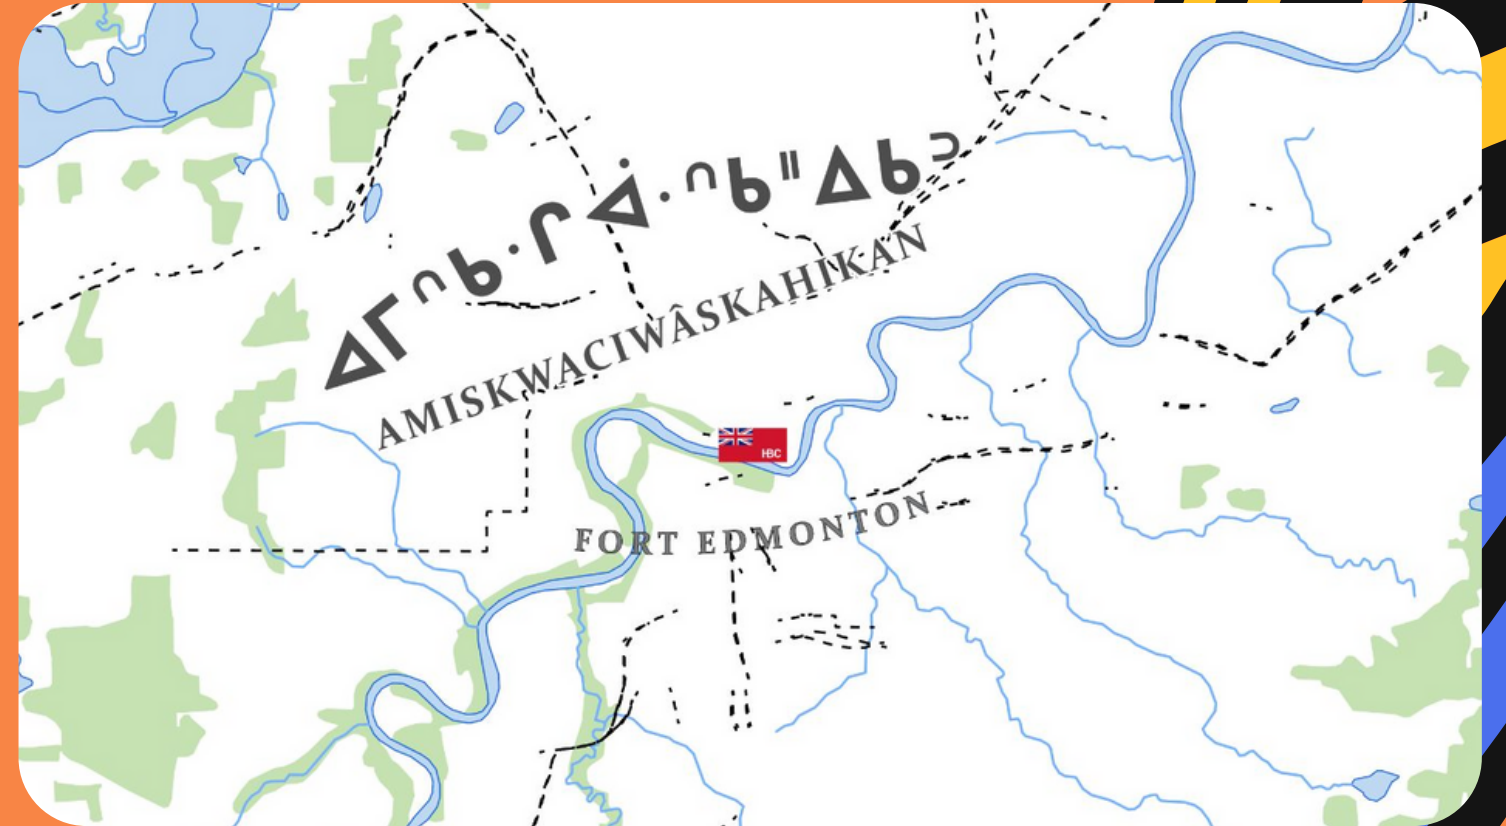 ᐊᒥᐢᑲᐧᒋᐋᐧᐢᑲᐦᐃᑲᐣ
AMISKWACIWÂSKAHIKAN
HBC
FORT EDMONTON